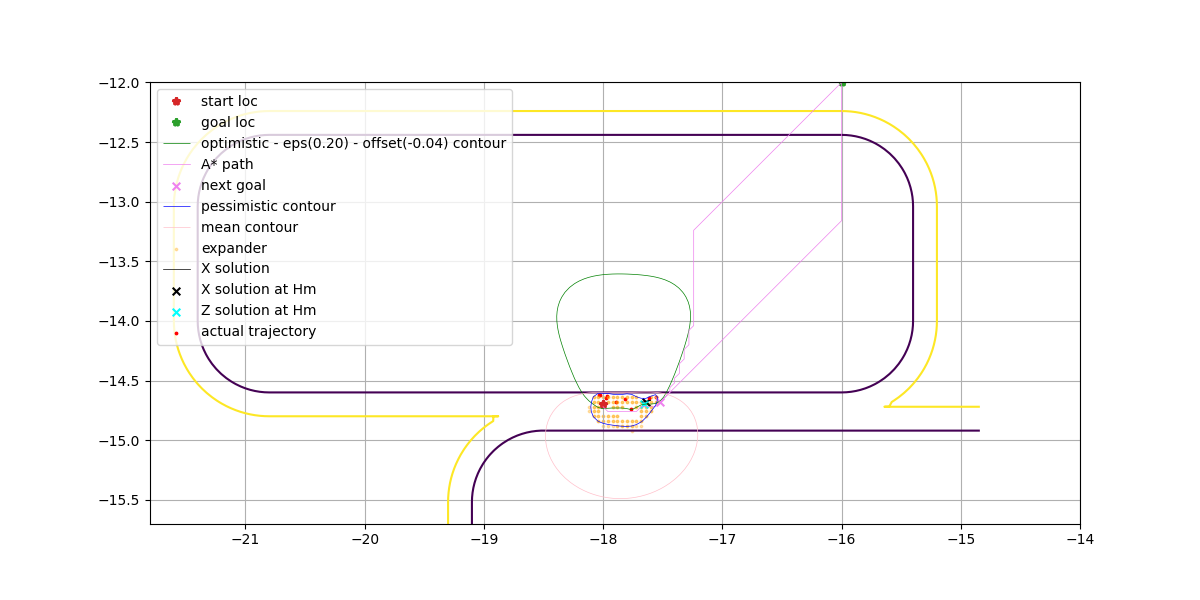 −12.0
−12.5
−13.0
−13.5
−14.0
−14.5
−15.0
−15.5
start loc
goal loc
optimistic - eps(0.20) - offset(-0.04) contour
A* path
next goal
pessimistic contour
mean contour
expander
X solution
X solution at Hm
Z solution at Hm
actual trajectory
−21 −20 −19 −18 −17 −16 −15 −14